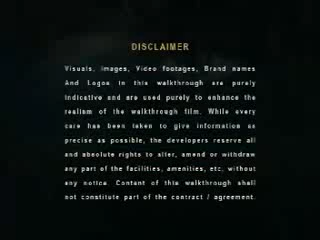 DISCLAIMER
Visuals, Images, Video footages, Brand names
And Logos in this walkthrough are purely
indicative and are used purely to enhance the
realism of the walkthrough film. While every
care has been taken to give information as
precise as possible, the developers reserve all
and absolute rights to alter, amend or withdraw
any part of the facilities, amenities, etc, without
any notice. Content of this walkthrough shall
not constitute part of the contract / agreement.